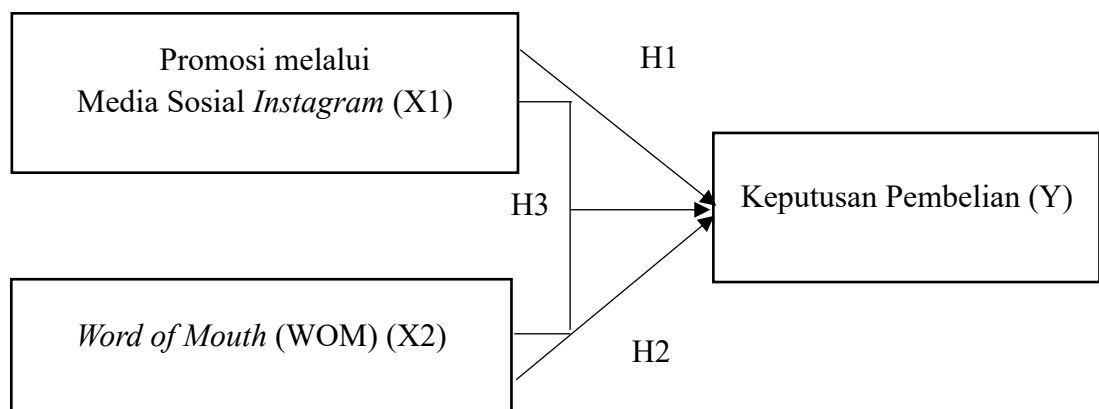 Promosi melalui
Media Sosial Instagram (X1)
H1
Keputusan Pembelian (Y)
H3
Word of Mouth (WOM) (X2)
H2